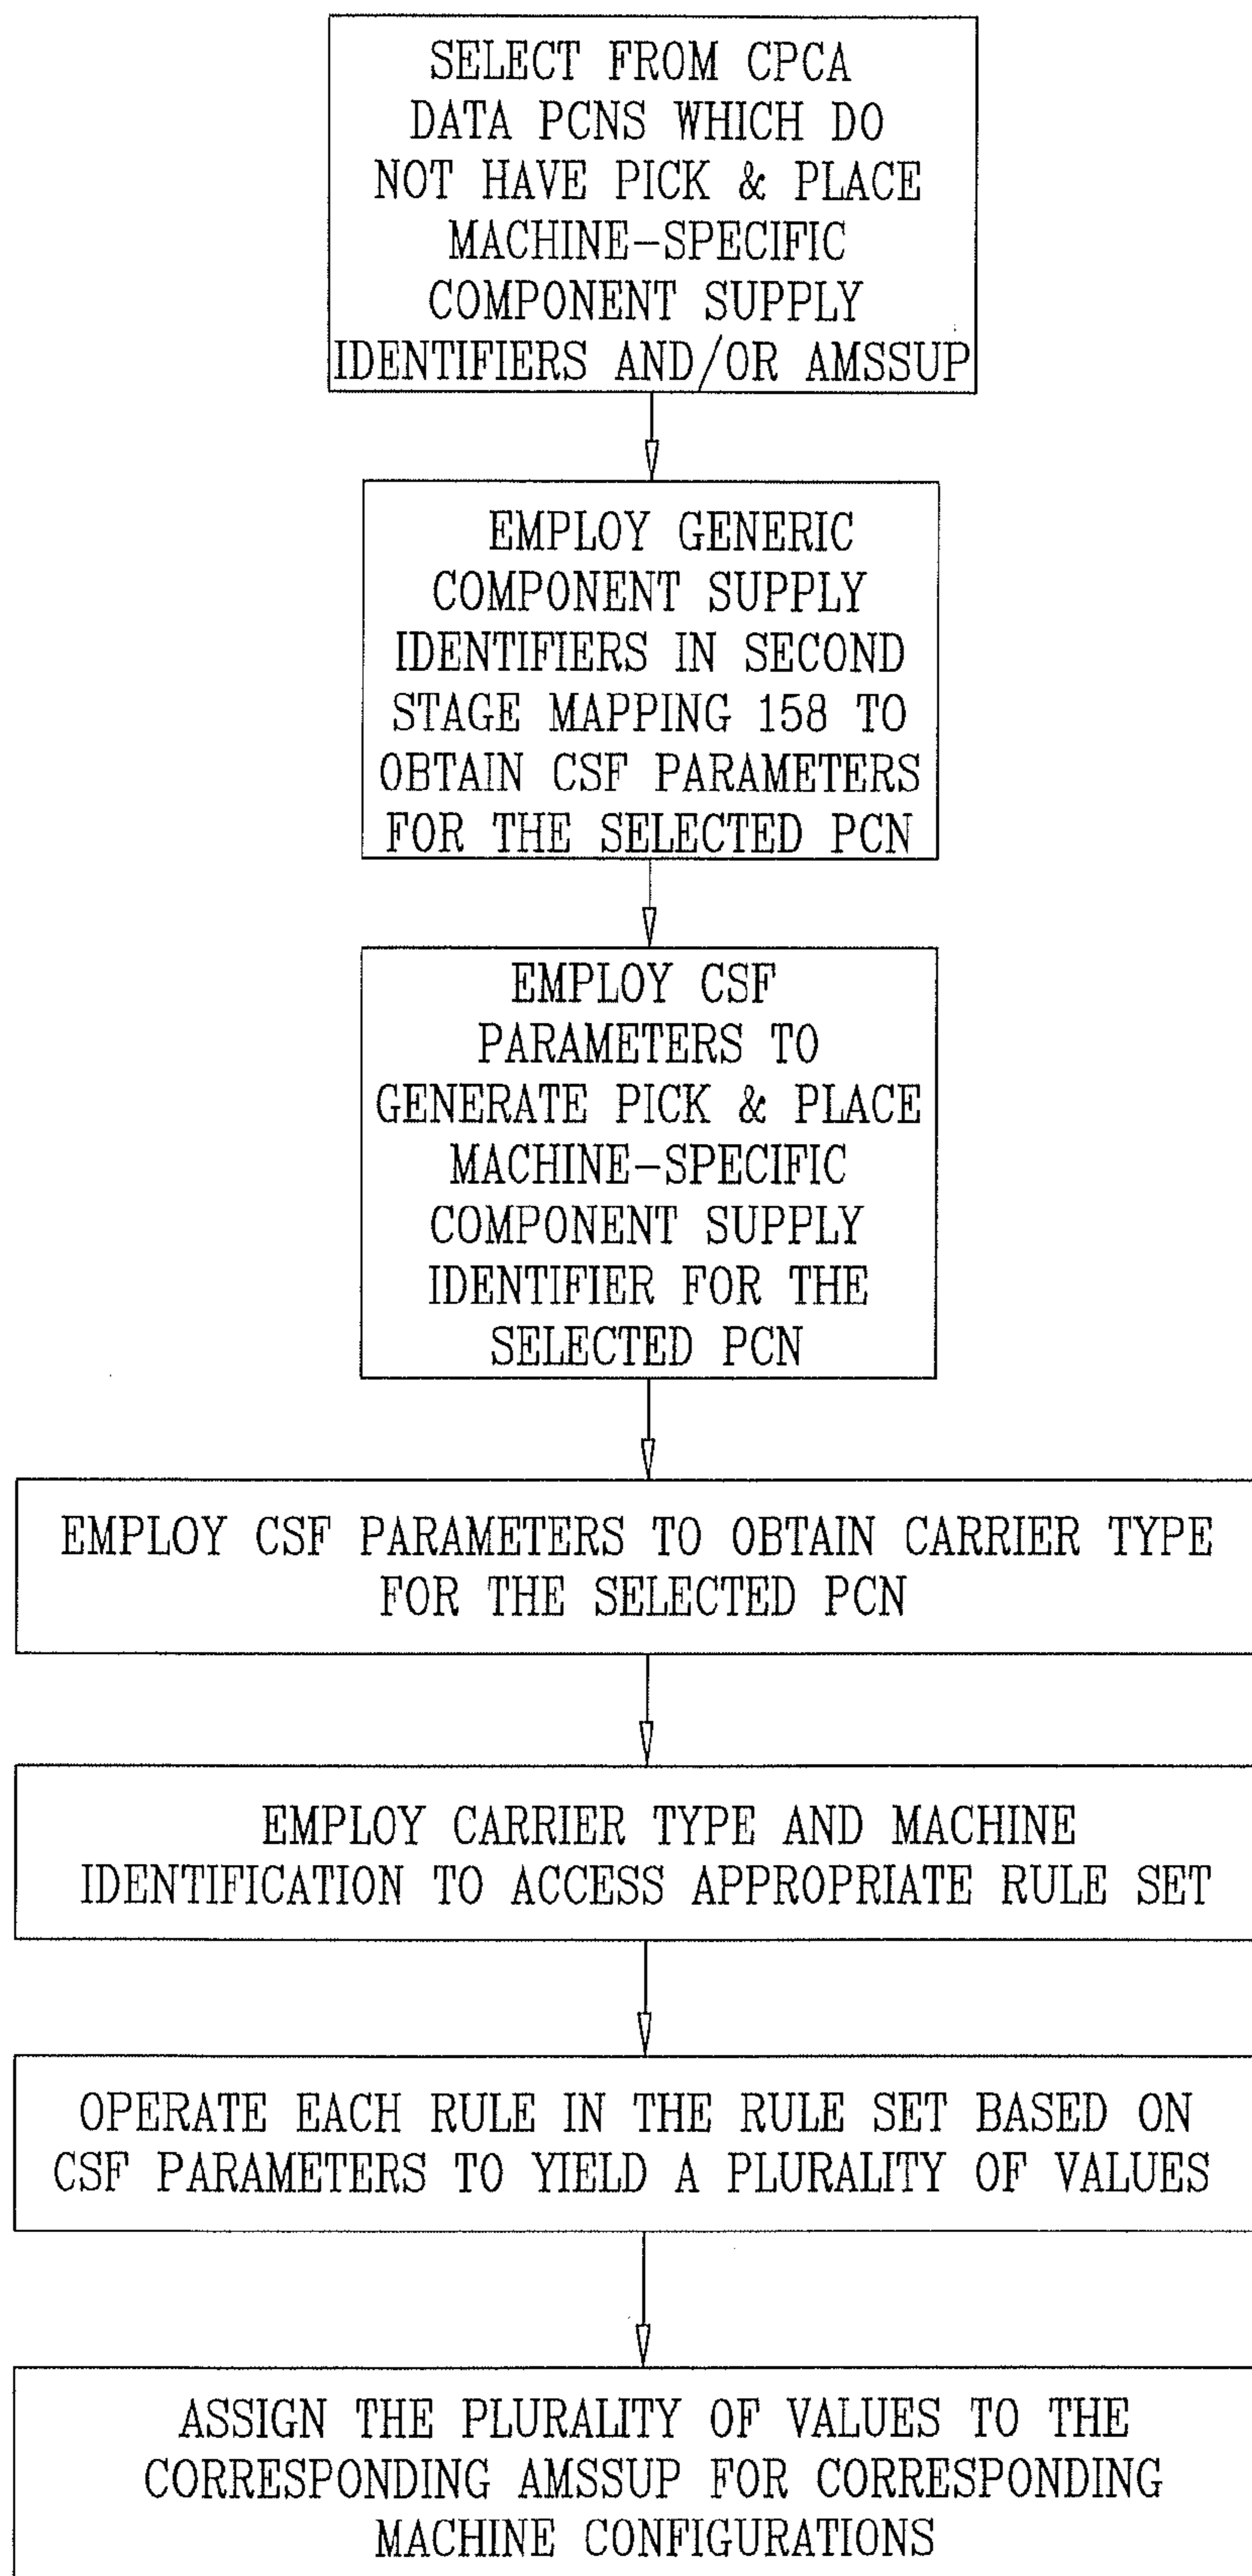 SELECT FROM CPCA
DATA PCNS WHICH DO
NOT HAVE PICK & PLACE
MACHINE-SPECIFIC
COMPONENT SUPPLY
IDENTIFIERS AND/OR AMSSUP
EMPLOY GENERIC
COMPONENT SUPPLY
IDENTIFIERS IN SECOND
STAGE MAPPING 158 TO
OBTAIN CSF PARAMETERS
FOR THE SELECTED PCN
EMPLOY CSF
PARAMETERS TO
GENERATE PICK & PLACE
MACHINE-SPECIFIC
COMPONENT SUPPLY
IDENTIFIER FOR THE
SELECTED PCN
EMPLOY CSF PARAMETERS TO OBTAIN CARRIER TYPE
FOR THE SELECTED PCN
EMPLOY CARRIER TYPE AND MACHINE
IDENTIFICATION TO ACCESS APPROPRIATE RULE SET
OPERATE EACH RULE IN THE RULE SET BASED ON
CSF PARAMETERS TO YIELD A PLURALITY OF VALUES
ASSIGN THE PLURALITY OF VALUES TO THE
CORRESPONDING AMSSUP FOR CORRESPONDING
MACHINE CONFIGURATIONS